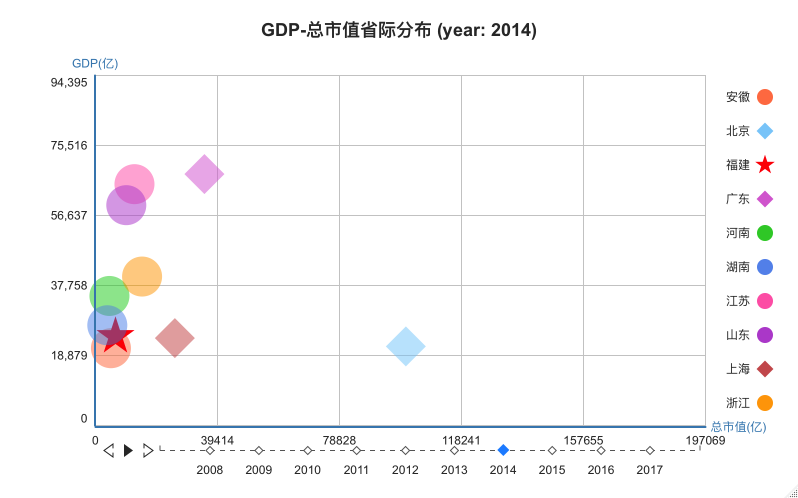 GDP-总市值省际分布 (year: 2014)
GDP(亿)
94,395
75,516
56,637
37,758
18,879
0
0 39414 78828 118241 157655 197069
总市值(亿)
2008 2009 2010 2011 2012 2013 2014 2015 2016 2017
安徽
北京
福建
广东
河南
湖南
江苏
山东
上海
浙江